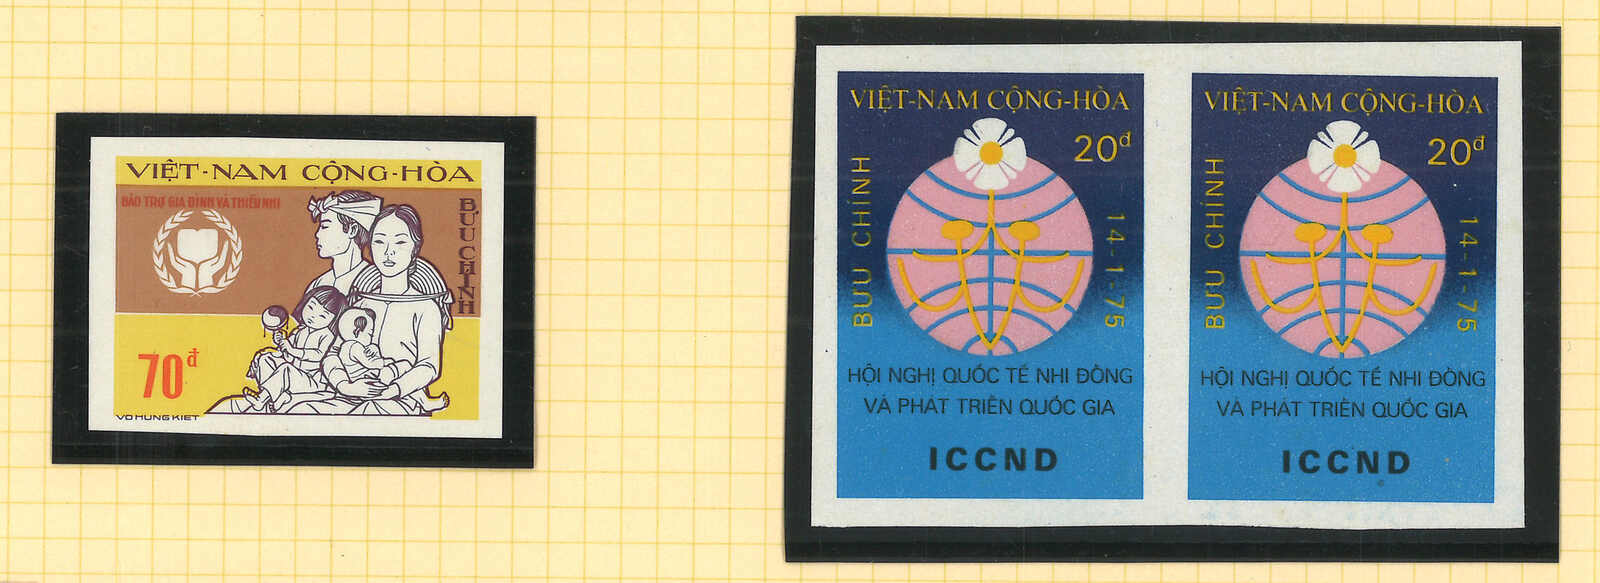 VIỆT-NAM CỘNG-HÒA
BẢO TRỢ GIA ĐÌNH VÀ THIẾU NHI
BƯU CHÍNH
70đ
VÕ HÙNG KIỆT
VIỆT-NAM CỘNG-HÒA
20đ
BƯU CHÍNH
14-1-75
HỘI NGHỊ QUỐC TẾ NHI ĐỒNG
VÀ PHÁT TRIỂN QUỐC GIA
ICCND
VIỆT-NAM CỘNG-HÒA
20đ
BƯU CHÍNH
14-1-75
HỘI NGHỊ QUỐC TẾ NHI ĐỒNG
VÀ PHÁT TRIỂN QUỐC GIA
ICCND